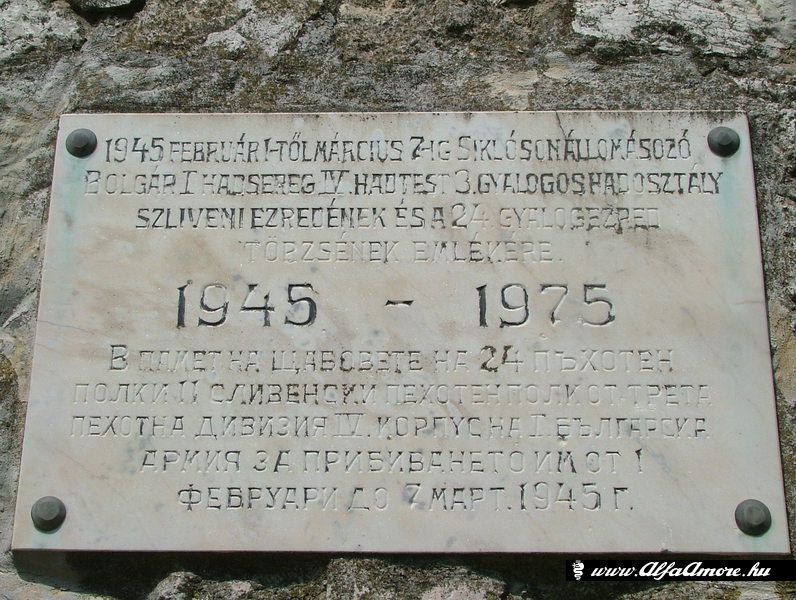 1945 FEBRUÁR 1-TŐL MÁRCIUS 7-IG SIKLÓSON ÁLLOMÁSOZÓ
BOLGÁR I HADSEREG IV. HADTEST 3. GYALOGOS HADOSZTÁLY
SZLIVENI EZREDÉNEK ÉS A 24 GYALOGEZRED
TÖRZSÉNEK EMLÉKÉRE.
1945 - 1975
В ПАМЕТ НА ЩАБОВЕТЕ НА 24 ПЪХОТЕН
ПОЛК И 11 СЛИВЕНСКИ ПЕХОТЕН ПОЛК ОТ ТРЕТА
ПЕХОТНА ДИВИЗИЯ IV. КОРПУС НА I БЪЛГАРСКА
АРМИЯ ЗА ПРИБИВАНЕТО ИМ ОТ 1
ФЕБРУАРИ ДО 7 МАРТ. 1945 Г.
www.AlfaAmore.hu